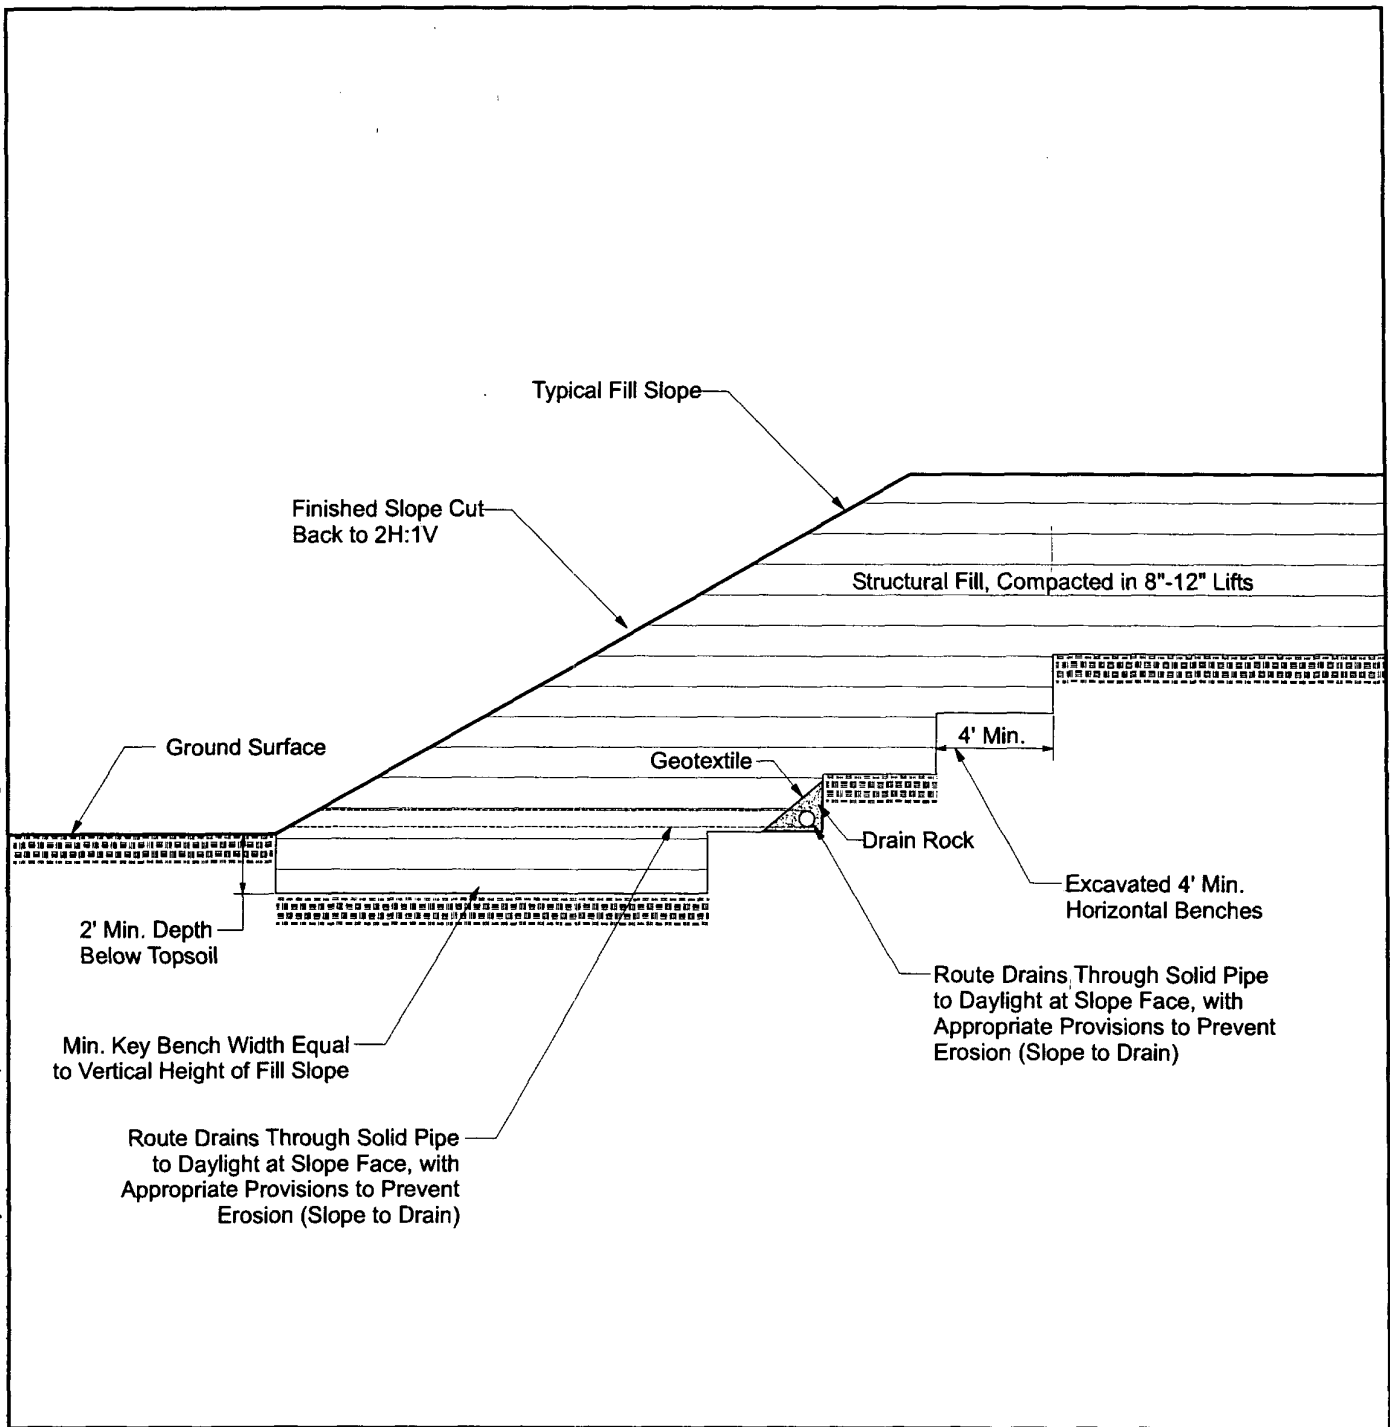 Typical Fill Slope
Finished Slope Cut
Back to 2H:1V
Structural Fill, Compacted in 8"-12" Lifts
4' Min.
Ground Surface
Geotextile
Drain Rock
Excavated 4' Min.
Horizontal Benches
2' Min. Depth
Below Topsoil
Route Drains Through Solid Pipe
to Daylight at Slope Face, with
Appropriate Provisions to Prevent
Erosion (Slope to Drain)
Min. Key Bench Width Equal
to Vertical Height of Fill Slope
Route Drains Through Solid Pipe
to Daylight at Slope Face, with
Appropriate Provisions to Prevent
Erosion (Slope to Drain)